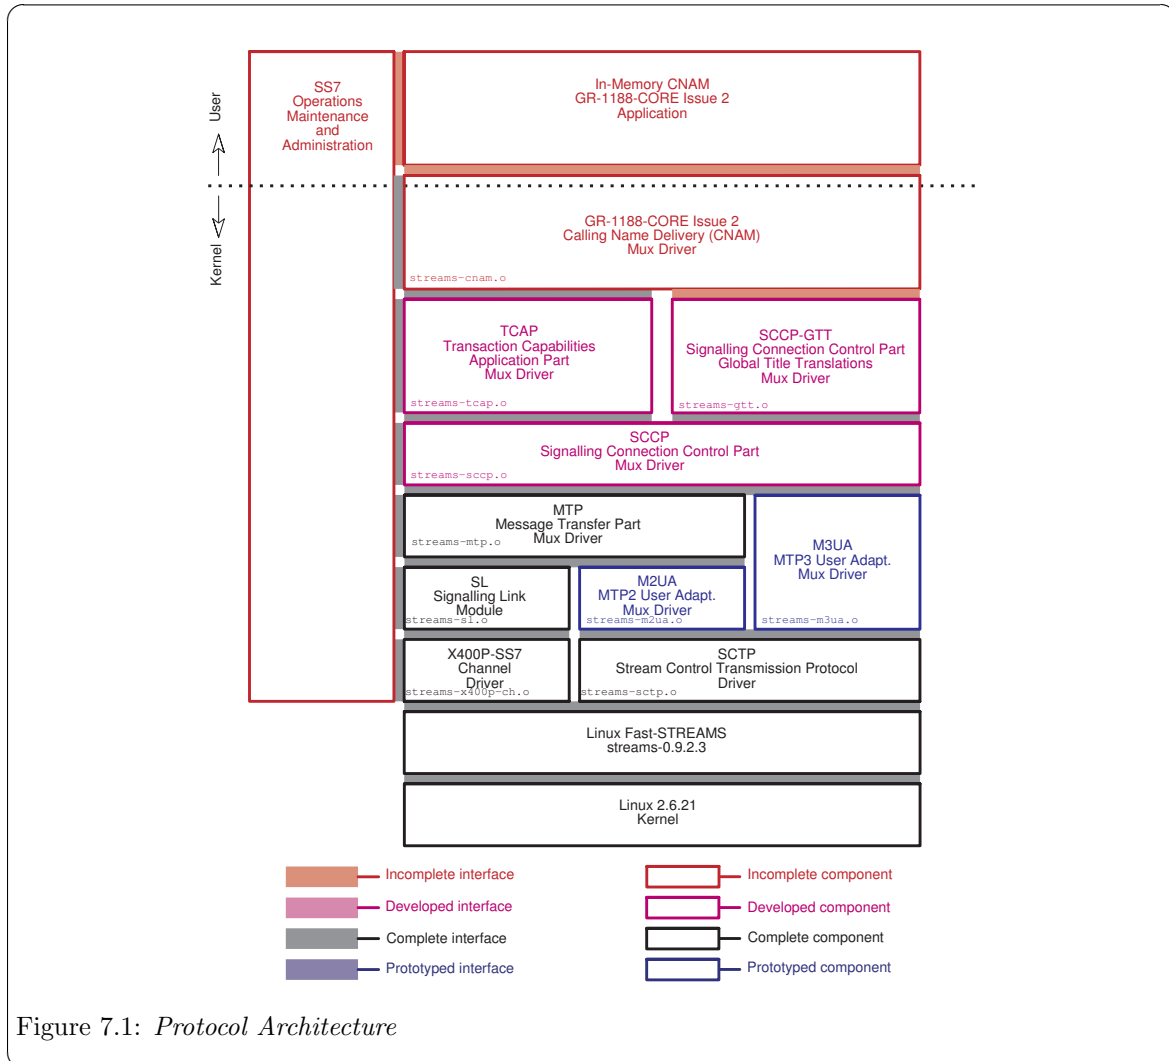 SS7
Operations
Maintenance
and
Administration
User
Kernel
In-Memory CNAM
GR-1188-CORE Issue 2
Application
GR-1188-CORE Issue 2
Calling Name Delivery (CNAM)
Mux Driver
streams-cnam.o
TCAP
Transaction Capabilities
Application Part
Mux Driver
streams-tcap.o
SCCP-GTT
Signalling Connection Control Part
Global Title Translations
Mux Driver
streams-gtt.o
SCCP
Signalling Connection Control Part
Mux Driver
streams-sccp.o
MTP
Message Transfer Part
Mux Driver
streams-mtp.o
M3UA
MTP3 User Adapt.
Mux Driver
streams-m3ua.o
SL
Signalling Link
Module
streams-sl.o
M2UA
MTP2 User Adapt.
Mux Driver
streams-m2ua.o
X400P-SS7
Channel
Driver
streams-x400p-ch.o
SCTP
Stream Control Transmission Protocol
Driver
streams-sctp.o
Linux Fast-STREAMS
streams-0.9.2.3
Linux 2.6.21
Kernel
Incomplete interface
Developed interface
Complete interface
Prototyped interface
Incomplete component
Developed component
Complete component
Prototyped component
Figure 7.1: Protocol Architecture